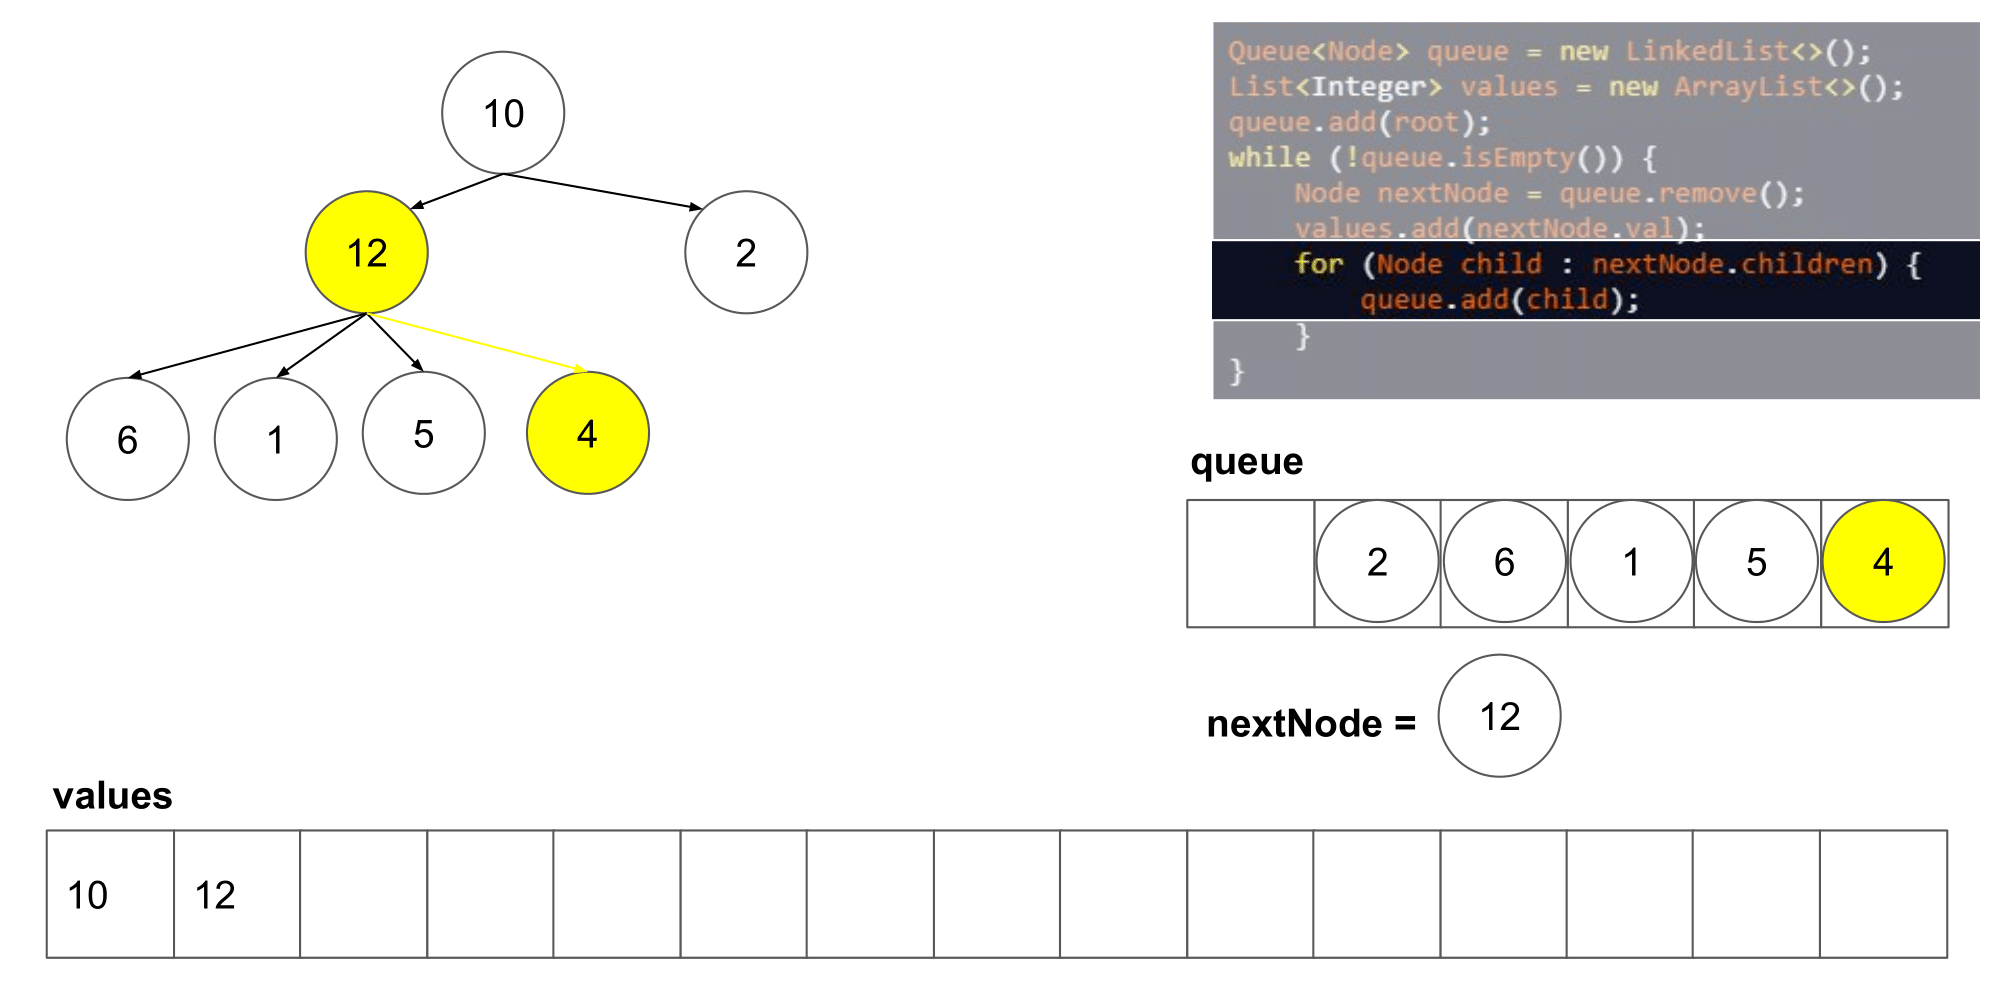 10
12
2
6
1
5
4
Queue<Node> queue = new LinkedList<>();
List<Integer> values = new ArrayList<>();
queue.add(root);
while (!queue.isEmpty()) {
    Node nextNode = queue.remove();
    values.add(nextNode.val);
    for (Node child : nextNode.children) {
        queue.add(child);
    }
}
queue
2 6 1 5 4
nextNode = 12
values
10 12